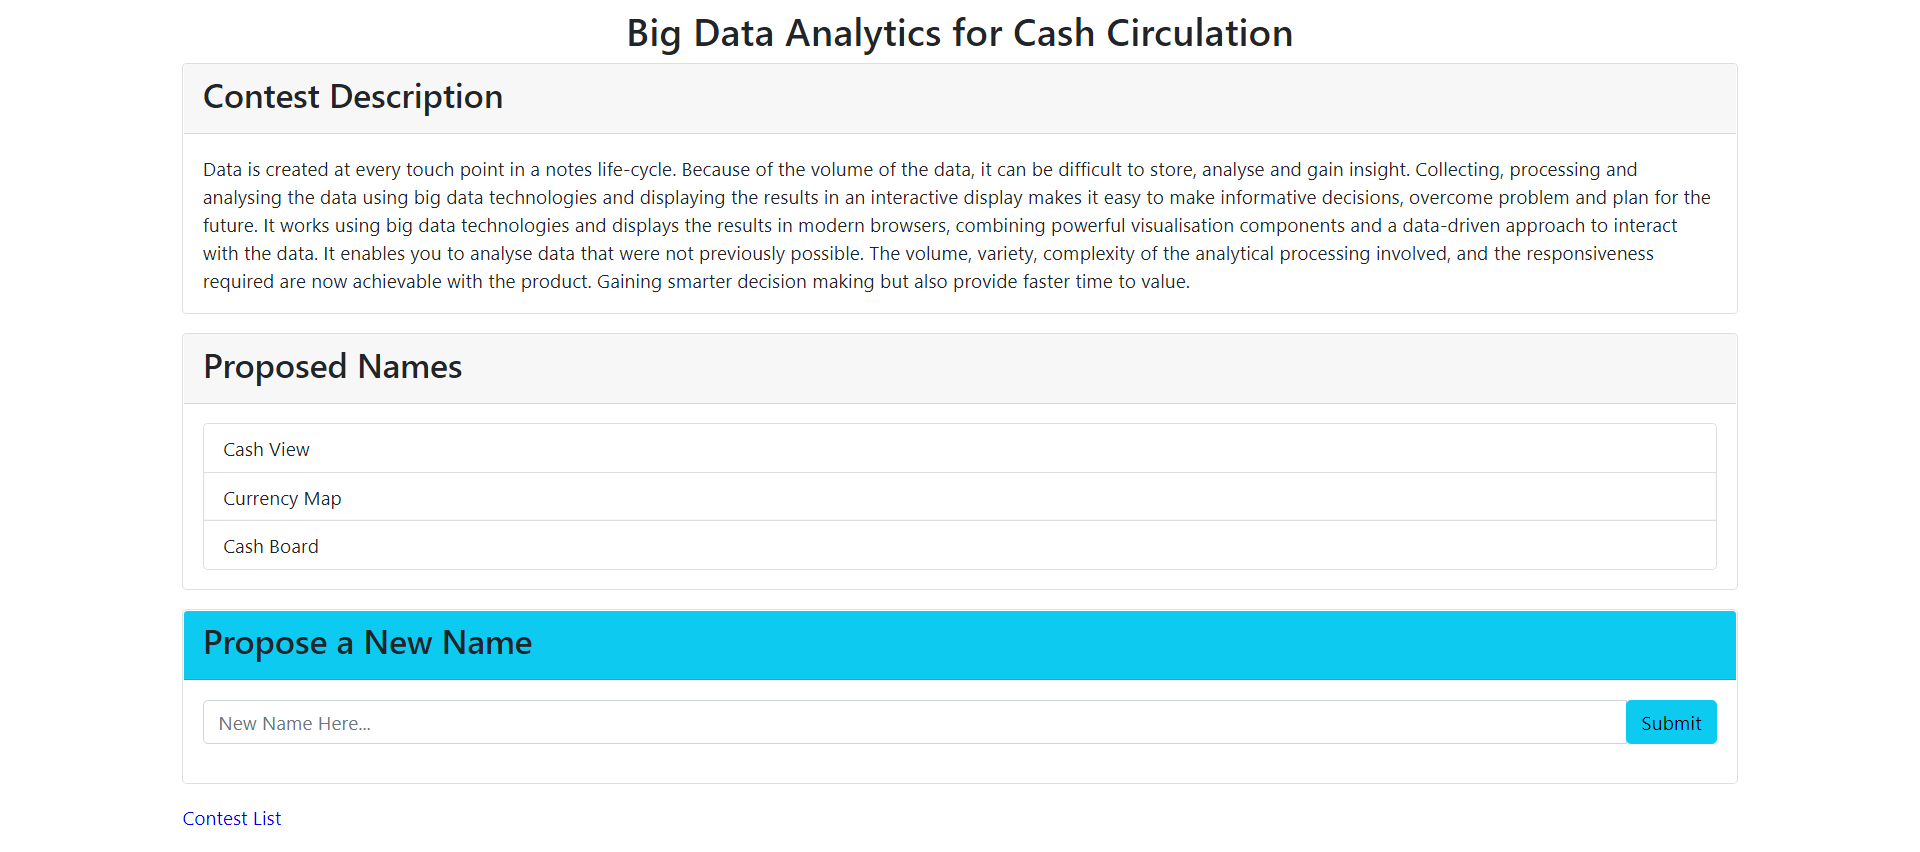 Big Data Analytics for Cash Circulation
Contest Description
Data is created at every touch point in a notes life-cycle. Because of the volume of the data, it can be difficult to store, analyse and gain insight. Collecting, processing and
analysing the data using big data technologies and displaying the results in an interactive display makes it easy to make informative decisions, overcome problem and plan for the
future. It works using big data technologies and displays the results in modern browsers, combining powerful visualisation components and a data-driven approach to interact
with the data. It enables you to analyse data that were not previously possible. The volume, variety, complexity of the analytical processing involved, and the responsiveness
required are now achievable with the product. Gaining smarter decision making but also provide faster time to value.
Proposed Names
Cash View
Currency Map
Cash Board
Propose a New Name
New Name Here...
Submit
Contest List